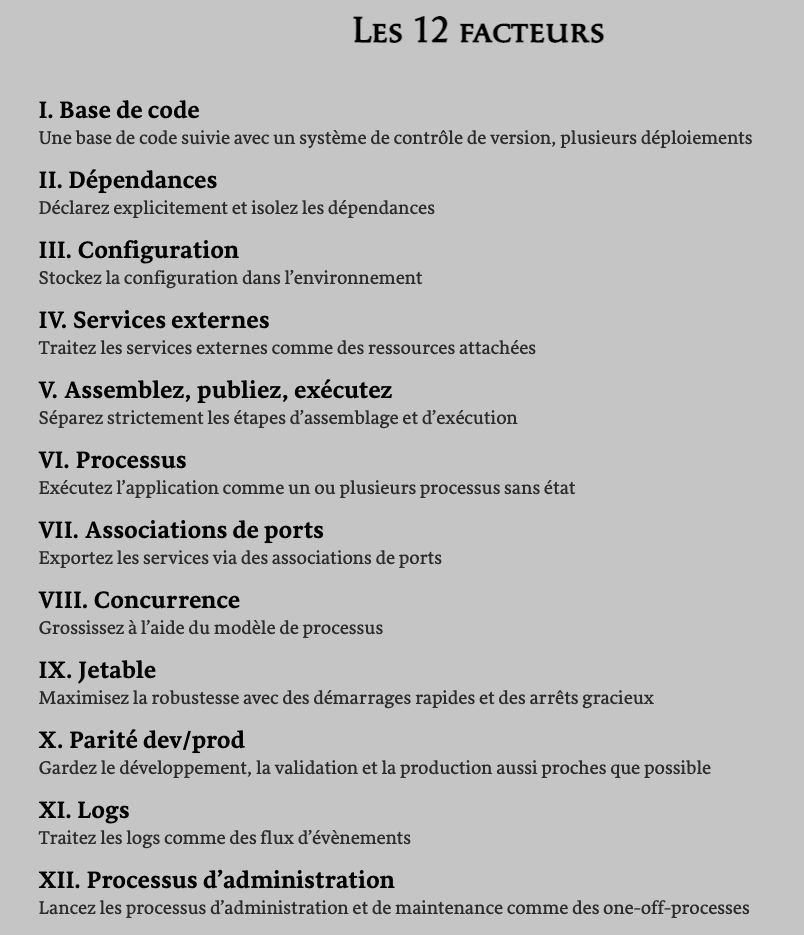 Les 12 facteurs
I. Base de code
Une base de code suivie avec un système de contrôle de version, plusieurs déploiements
II. Dépendances
Déclarez explicitement et isolez les dépendances
III. Configuration
Stockez la configuration dans l’environnement
IV. Services externes
Traitez les services externes comme des ressources attachées
V. Assemblez, publiez, exécutez
Séparez strictement les étapes d’assemblage et d’exécution
VI. Processus
Exécutez l’application comme un ou plusieurs processus sans état
VII. Associations de ports
Exportez les services via des associations de ports
VIII. Concurrence
Grossissez à l’aide du modèle de processus
IX. Jetable
Maximisez la robustesse avec des démarrages rapides et des arrêts gracieux
X. Parité dev/prod
Gardez le développement, la validation et la production aussi proches que possible
XI. Logs
Traitez les logs comme des flux d’évènements
XII. Processus d’administration
Lancez les processus d’administration et de maintenance comme des one-off-processes